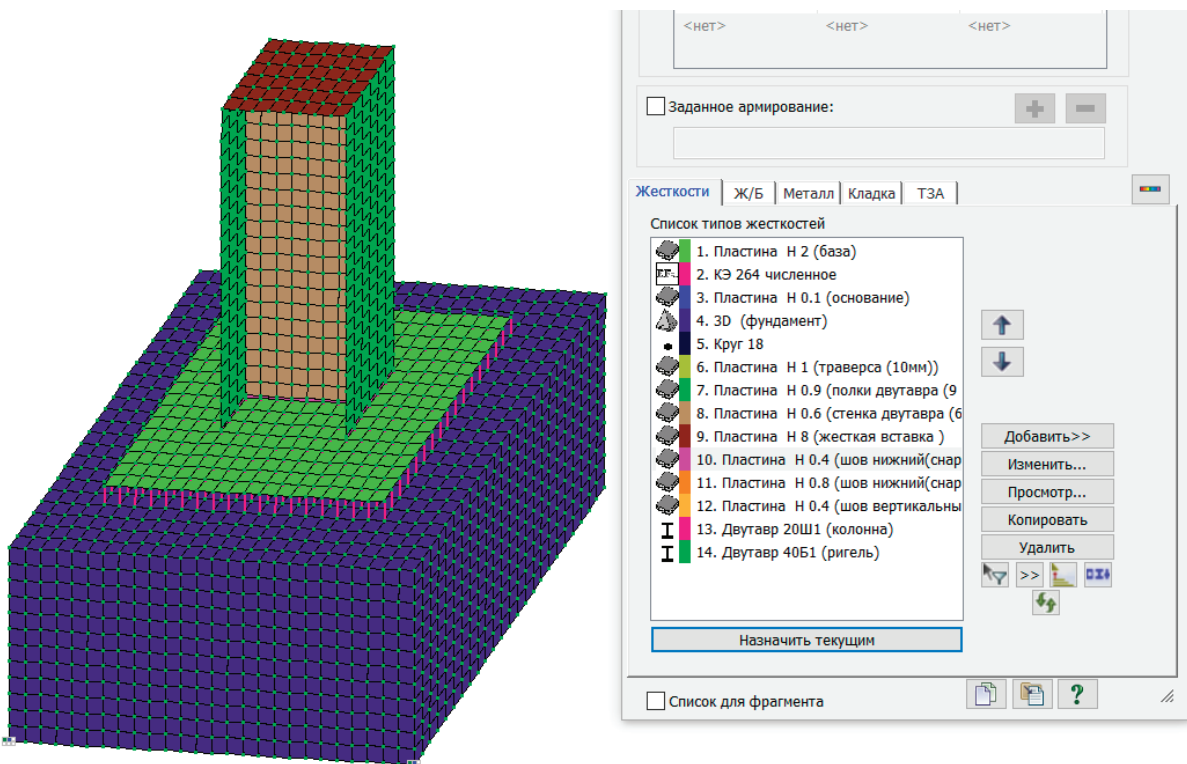 <нет> <нет> <нет>
Заданное армирование:
Жесткости Ж/Б Металл Кладка ТЗА
Список типов жесткостей
1. Пластина Н 2 (база)
2. КЭ 264 численное
3. Пластина Н 0.1 (основание)
4. 3D (фундамент)
5. Круг 18
6. Пластина Н 1 (траверса (10мм))
7. Пластина Н 0.9 (полки двутавра (9
8. Пластина Н 0.6 (стенка двутавра (6
9. Пластина Н 8 (жесткая вставка )
10. Пластина Н 0.4 (шов нижний(снар
11. Пластина Н 0.8 (шов нижний(снар
12. Пластина Н 0.4 (шов вертикальны
13. Двутавр 20Ш1 (колонна)
14. Двутавр 40Б1 (ригель)
Добавить>>
Изменить...
Просмотр...
Копировать
Удалить
>>
Назначить текущим
Список для фрагмента
?